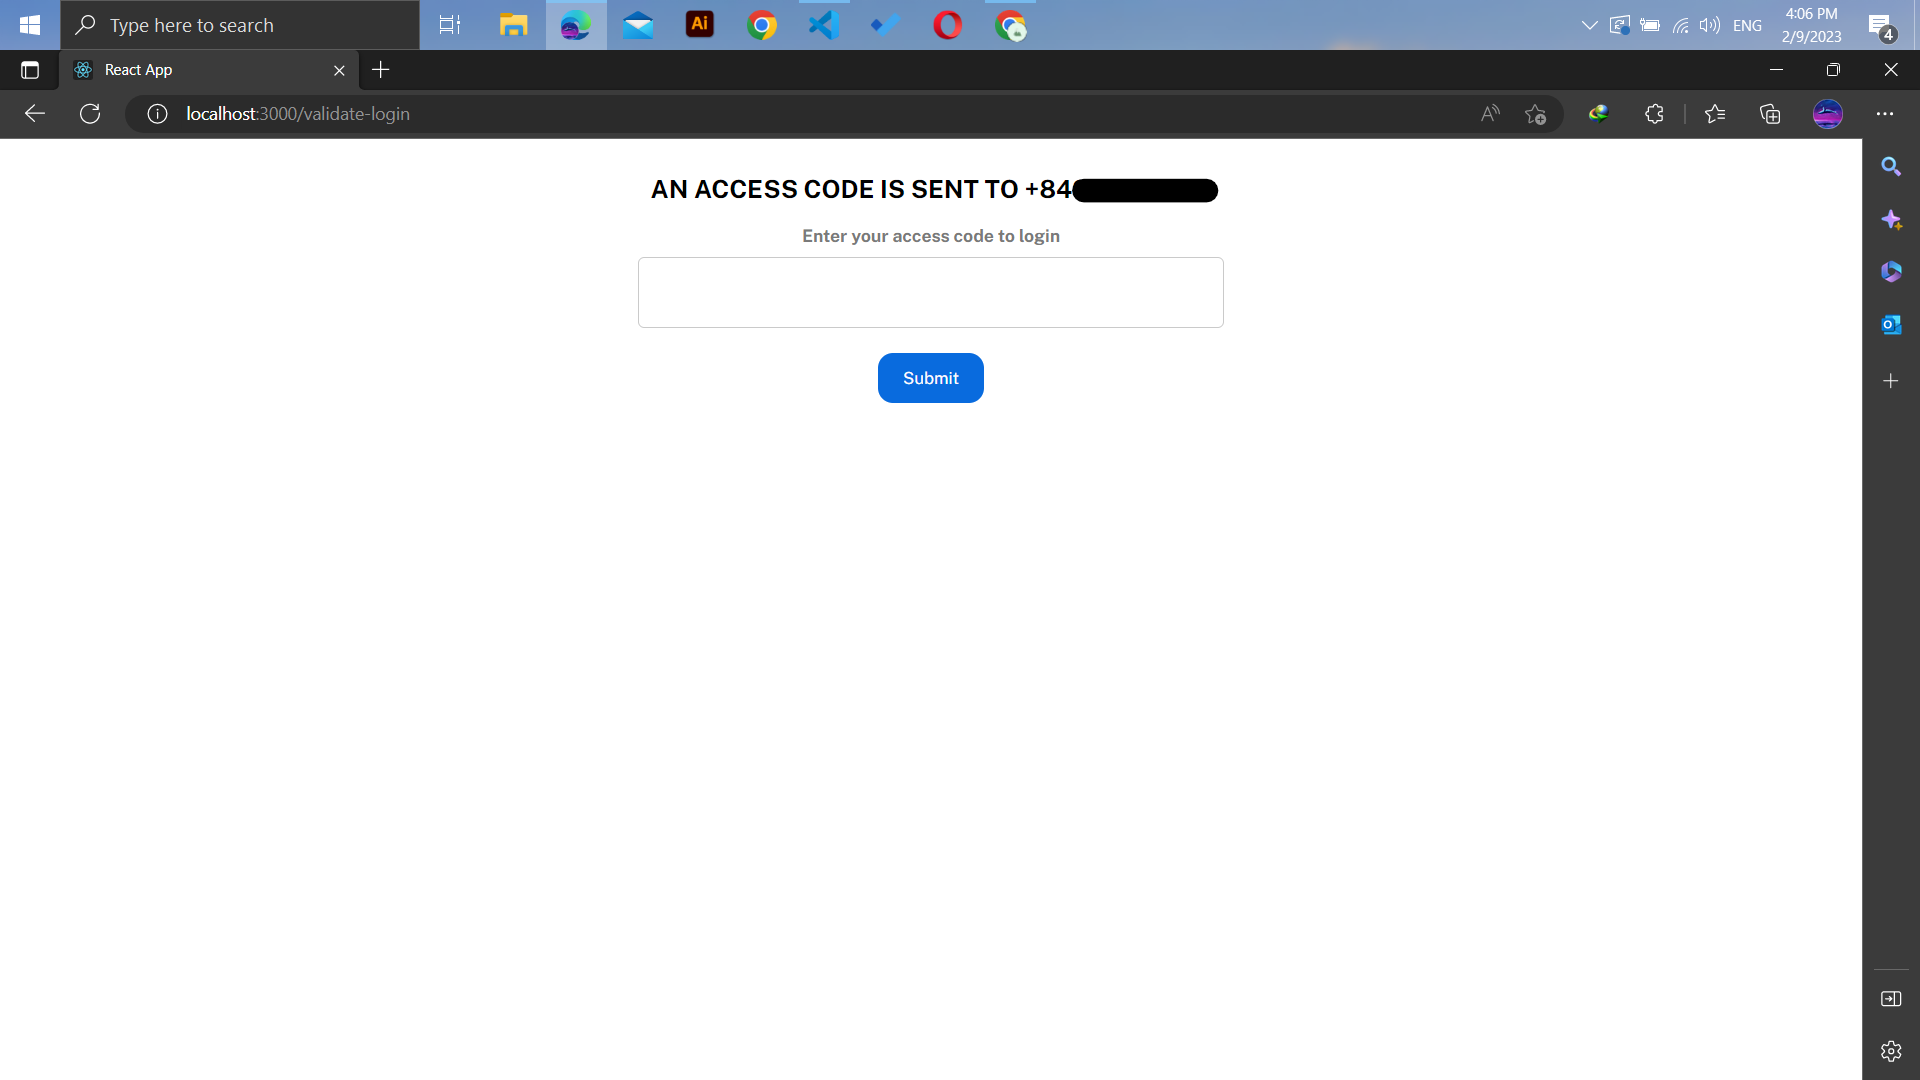 Type here to search
Ai
ENG
4:06 PM
2/9/2023
4
React App
localhost:3000/validate-login
AN ACCESS CODE IS SENT TO +84
Enter your access code to login
Submit